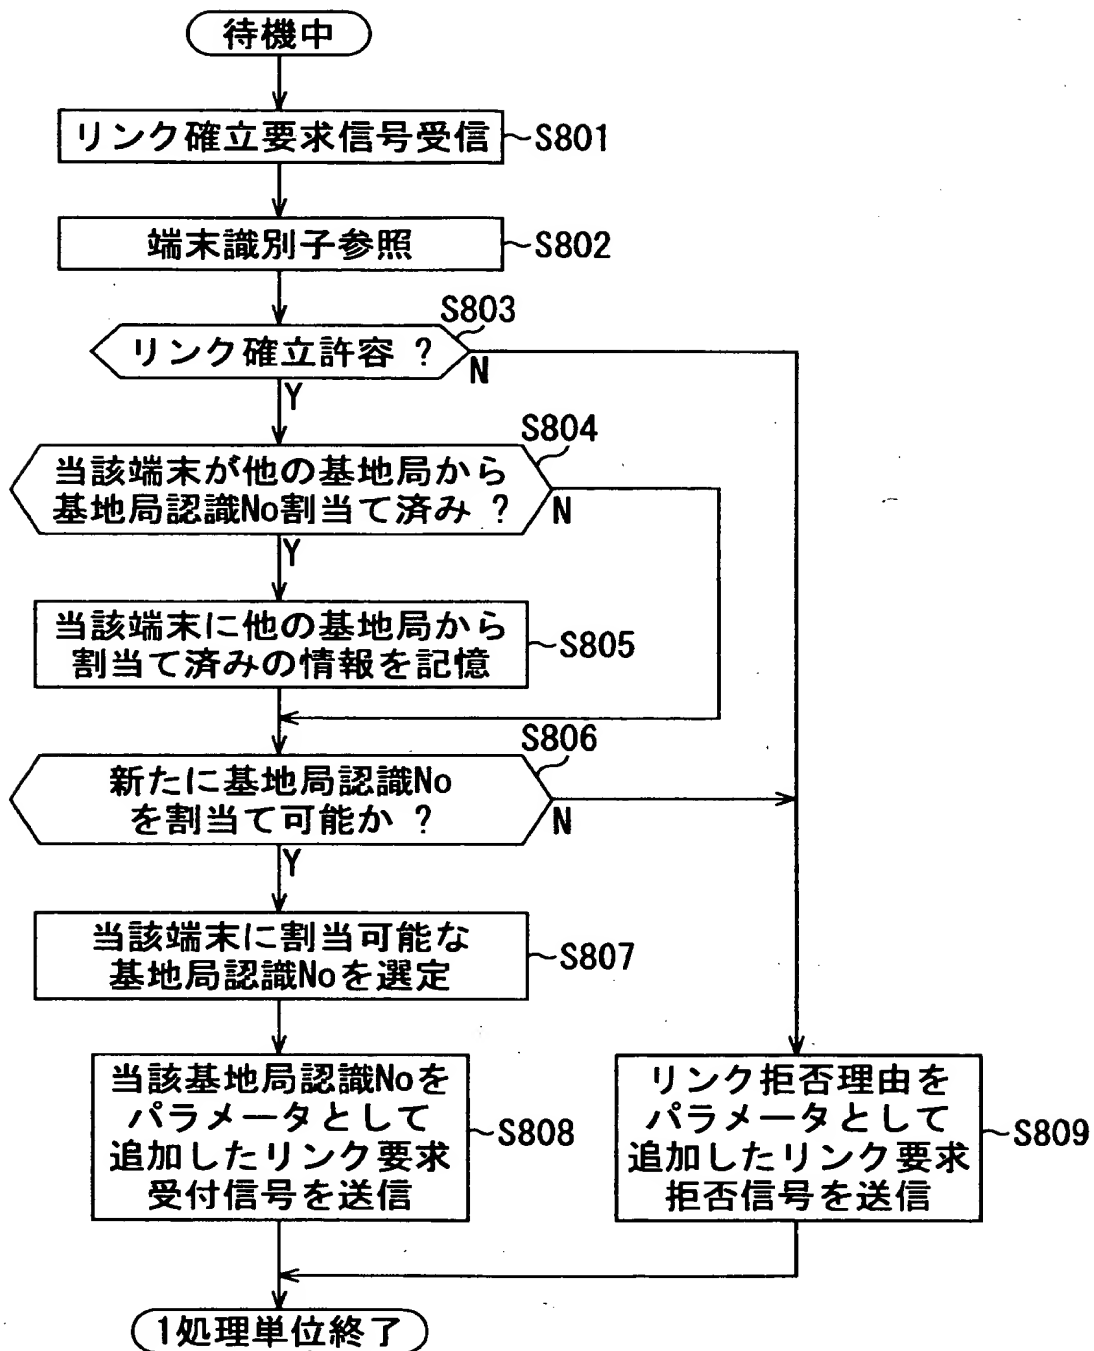 待機中
リンク確立要求信号受信
S801
端末識別子参照
S802
S803
リンク確立許容 ?
N
Y
S804
当該端末が他の基地局から
基地局認識No割当て済み ?
N
Y
当該端末に他の基地局から
割当て済みの情報を記憶
S805
S806
新たに基地局認識No
を割当て可能か ?
N
Y
当該端末に割当可能な
基地局認識Noを選定
S807
当該基地局認識Noを
パラメータとして
追加したリンク要求
受付信号を送信
S808
リンク拒否理由を
パラメータとして
追加したリンク要求
拒否信号を送信
S809
1処理単位終了